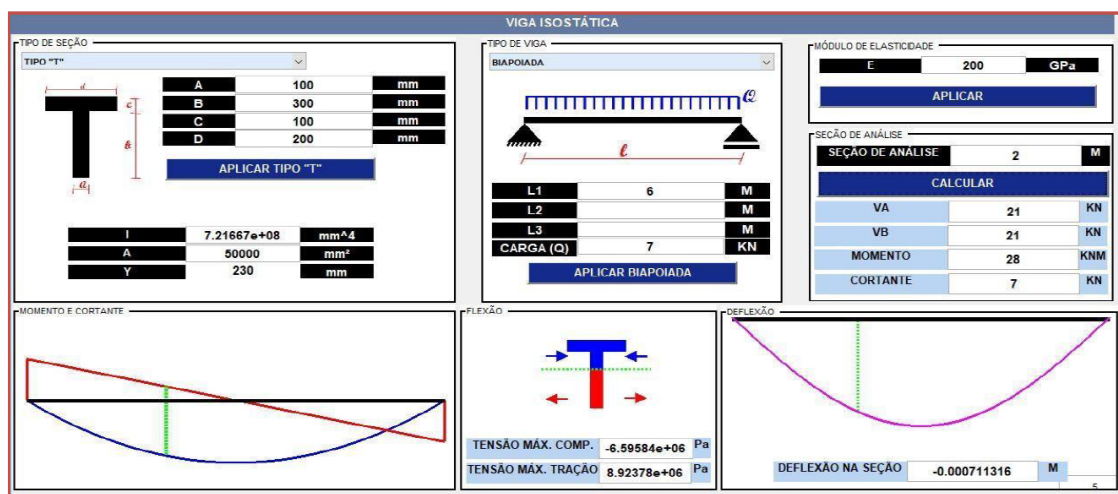 VIGA ISOSTÁTICA
TIPO DE SEÇÃO
TIPO "T"
d
c
b
a
A 100 mm
B 300 mm
C 100 mm
D 200 mm
APLICAR TIPO "T"
I 7.21667e+08 mm^4
A 50000 mm²
Y 230 mm
TIPO DE VIGA
BIAPOIADA
Q
l
L1 6 M
L2 M
L3 M
CARGA (Q) 7 KN
APLICAR BIAPOIADA
MÓDULO DE ELASTICIDADE
E 200 GPa
APLICAR
SEÇÃO DE ANÁLISE
SEÇÃO DE ANÁLISE 2 M
CALCULAR
VA 21 KN
VB 21 KN
MOMENTO 28 KNM
CORTANTE 7 KN
MOMENTO E CORTANTE
FLEXÃO
TENSÃO MÁX. COMP. -6.59584e+06 Pa
TENSÃO MÁX. TRAÇÃO 8.92378e+06 Pa
DEFLEXÃO
DEFLEXÃO NA SEÇÃO -0.000711316 M
5